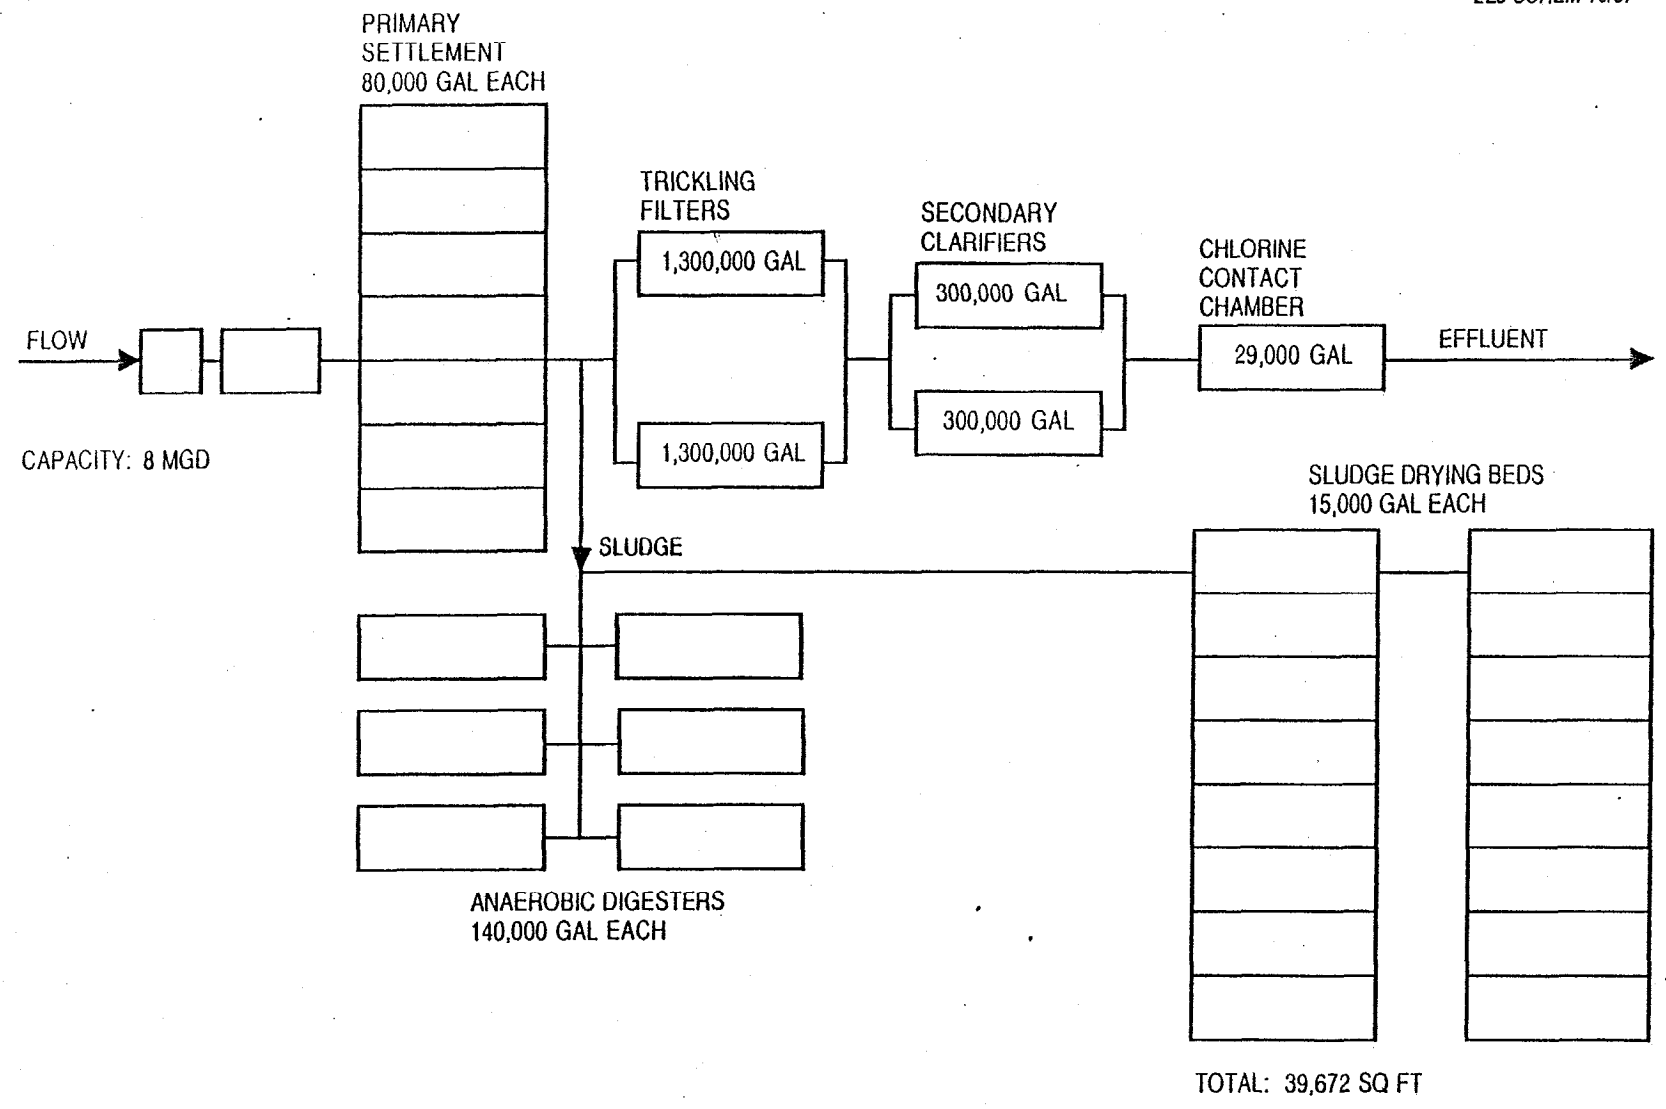 PRIMARY
SETTLEMENT
80,000 GAL EACH
TRICKLING
FILTERS
1,300,000 GAL
SECONDARY
CLARIFIERS
300,000 GAL
CHLORINE
CONTACT
CHAMBER
FLOW
29,000 GAL
EFFLUENT
300,000 GAL
1,300,000 GAL
CAPACITY: 8 MGD
SLUDGE DRYING BEDS
15,000 GAL EACH
SLUDGE
ANAEROBIC DIGESTERS
140,000 GAL EACH
TOTAL: 39,672 SQ FT